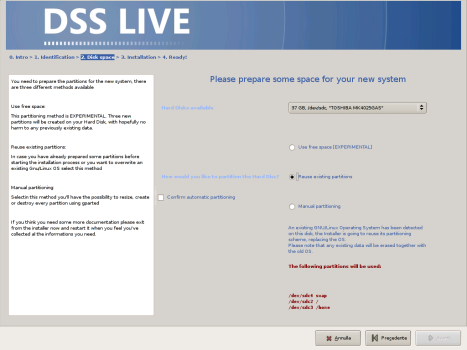 DSS LIVE
0. Intro > 1. Identification > 2. Disk space > 3. Installation > 4. Ready!
You need to prepare the partitions for the new system, there
are three different methods available
Use free space:
This partitioning method is EXPERIMENTAL. Three new
partitions will be created on your Hard Disk, with hopefully no
harm to any previously existing data.
Reuse existing partitions:
In case you have already prepared some partitions before
starting the installation process or you want to overwrite an
existing Gnu/Linux OS select this method
Manual partitioning:
Selectin this method you'll have the possibility to resize, create
or destroy every partition using gparted
If you think you need some more documentation please exit
from the installer now and restart it when you feel you've
collected al the informations you need.
Please prepare some space for your new system
Hard Disks available:
37 GB, /dev/sdc, "TOSHIBA MK4025GAS"
Use free space [EXPERIMENTAL]
How would you like to partition the Hard Disk?
Reuse existing partitions
Confirm automatic partitioning
Manual partitioning
An existing GNU/Linux Operating System has been detected
on this disk, the installer is going to reuse its partitioning
scheme, replacing the OS.
Please note that any existing data will be erased together with
the old OS.
The following partitions will be used:
/dev/sdc4 swap
/dev/sdc2 /
/dev/sdc3 /home
Annulla
Precedente